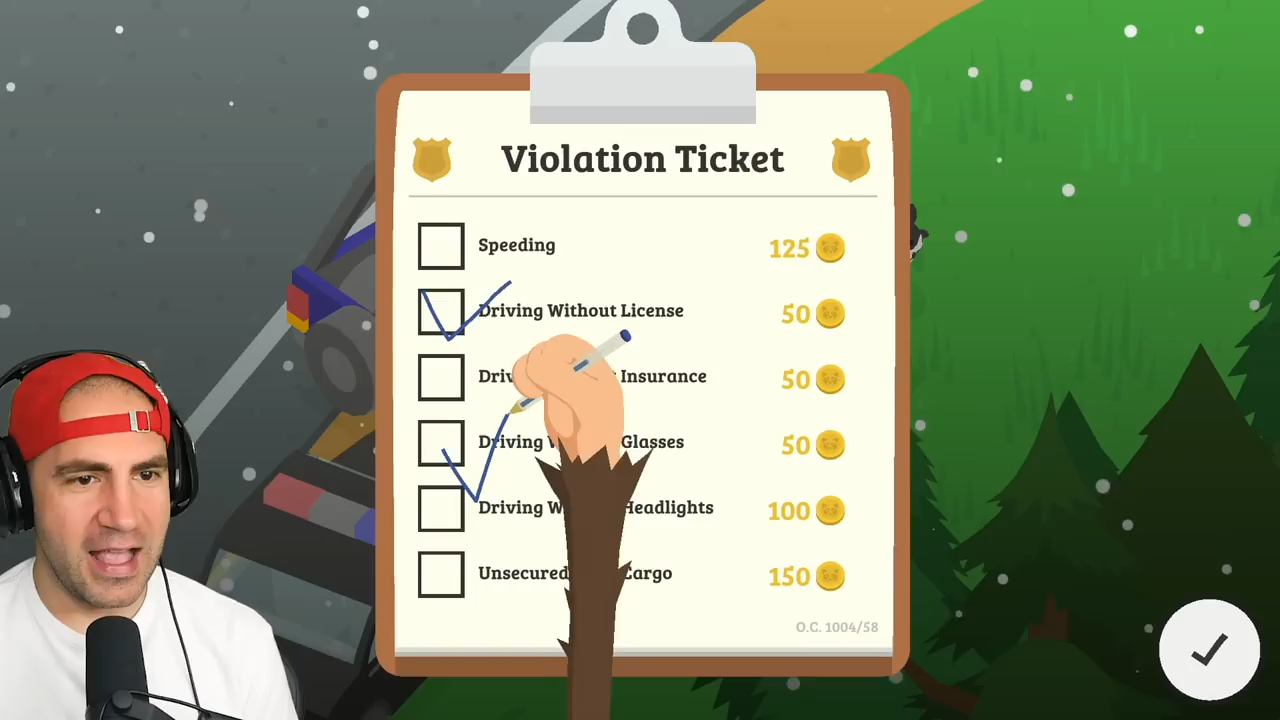 Violation Ticket
Speeding 125
Driving Without License 50
Insurance 50
Driving Glasses 50
Driving Headlights 100
Unsecured Cargo 150
O.C. 1004/58